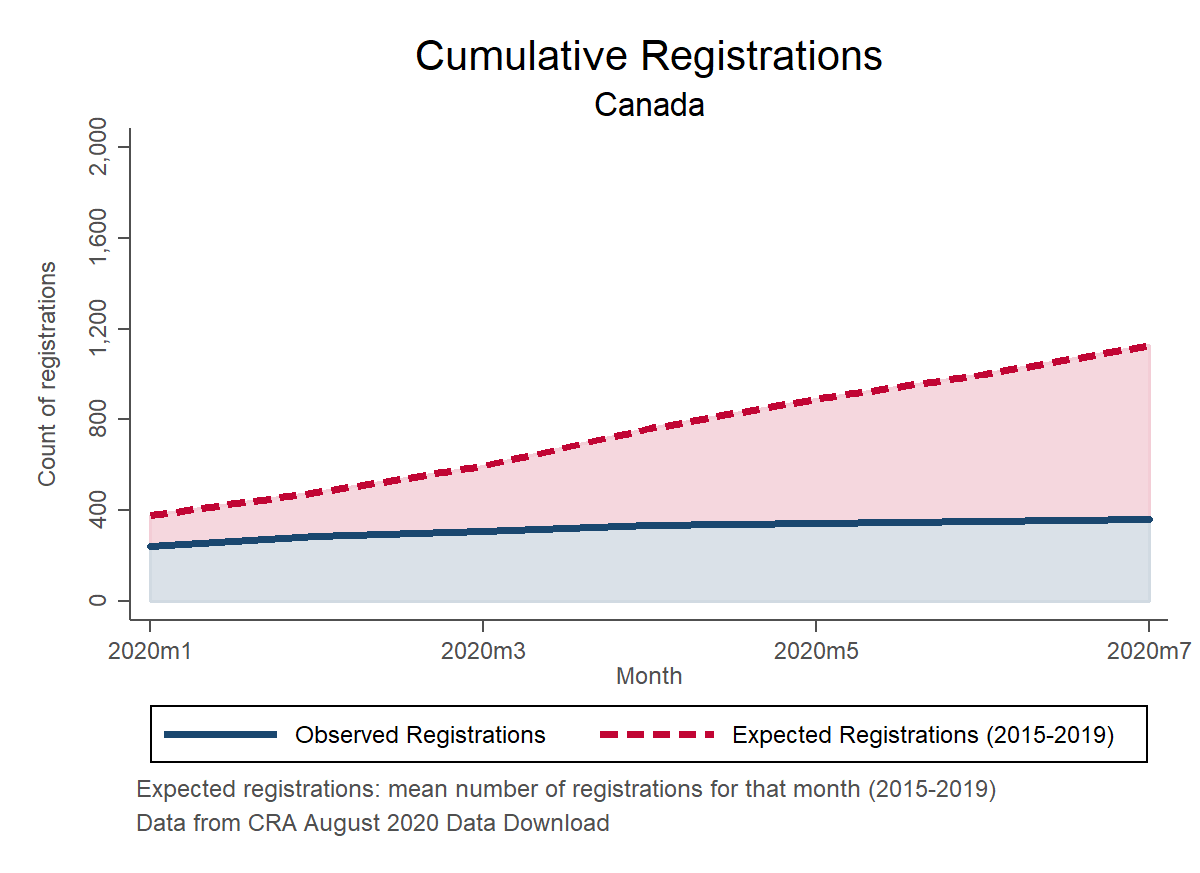 Cumulative Registrations
Canada
Count of registrations
2,000
1,600
1,200
800
400
0
2020m1 2020m3 2020m5 2020m7
Month
Observed Registrations Expected Registrations (2015-2019)
Expected registrations: mean number of registrations for that month (2015-2019)
Data from CRA August 2020 Data Download